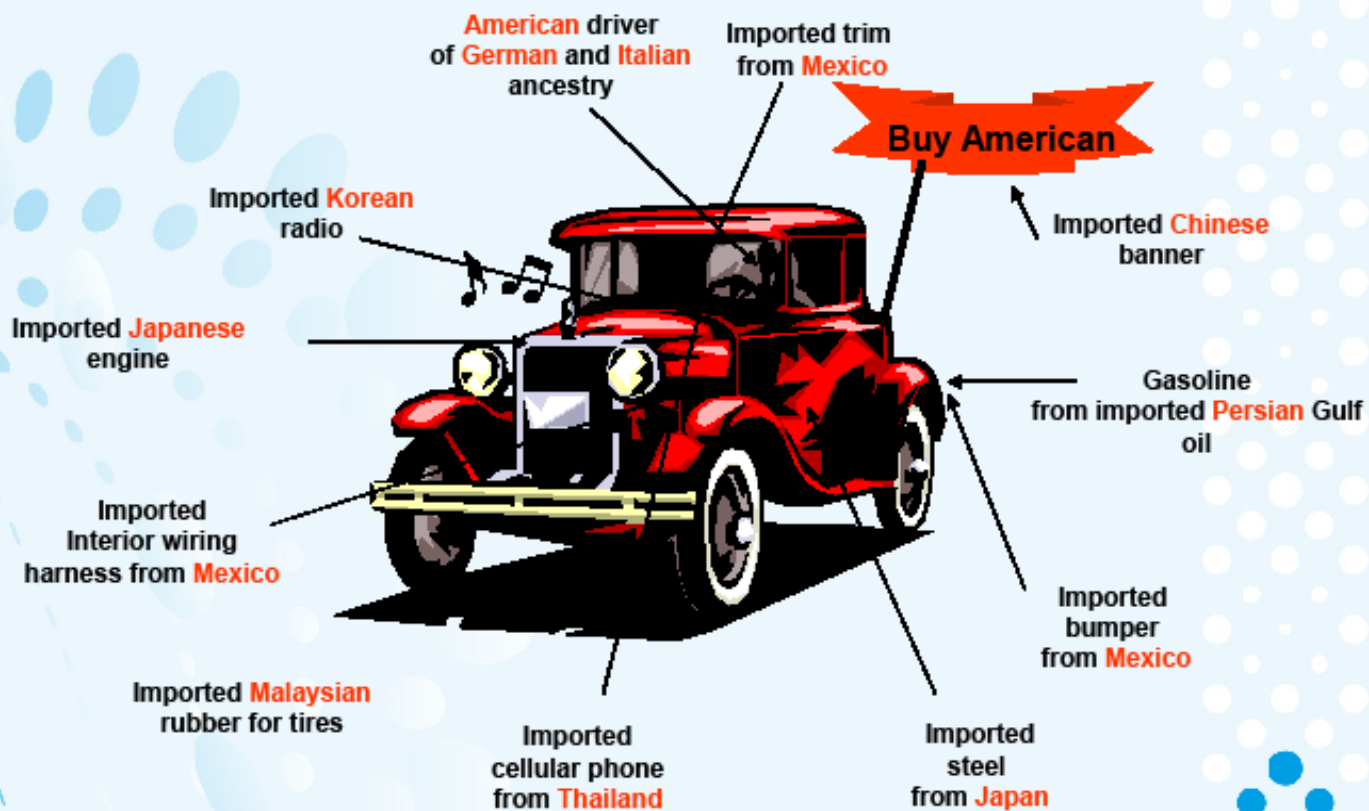 American driver
of German and Italian
ancestry
Imported trim
from Mexico
Buy American
Imported Korean
radio
Imported Chinese
banner
Imported Japanese
engine
Gasoline
from imported Persian Gulf
oil
Imported
Interior wiring
harness from Mexico
Imported
bumper
from Mexico
Imported Malaysian
rubber for tires
Imported
cellular phone
from Thailand
Imported
steel
from Japan